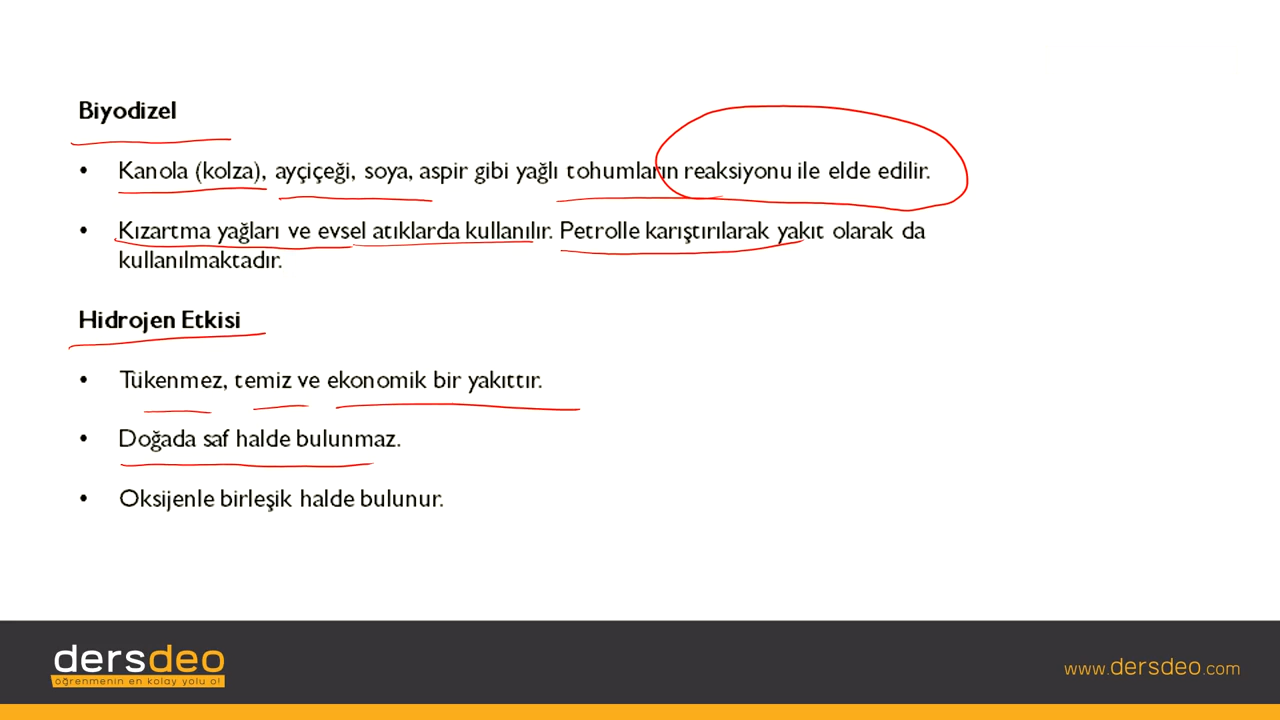 Biyodizel
• Kanola (kolza), ayçiçeği, soya, aspir gibi yağlı tohumların reaksiyonu ile elde edilir.
• Kızartma yağları ve evsel atıklarda kullanılır. Petrolle karıştırılarak yakıt olarak da
kullanılmaktadır.
Hidrojen Etkisi
• Tükenmez, temiz ve ekonomik bir yakıttır.
• Doğada saf halde bulunmaz.
• Oksijenle birleşik halde bulunur.
dersdeo
öğrenmenin en kolay yolu o!
www.dersdeo.com